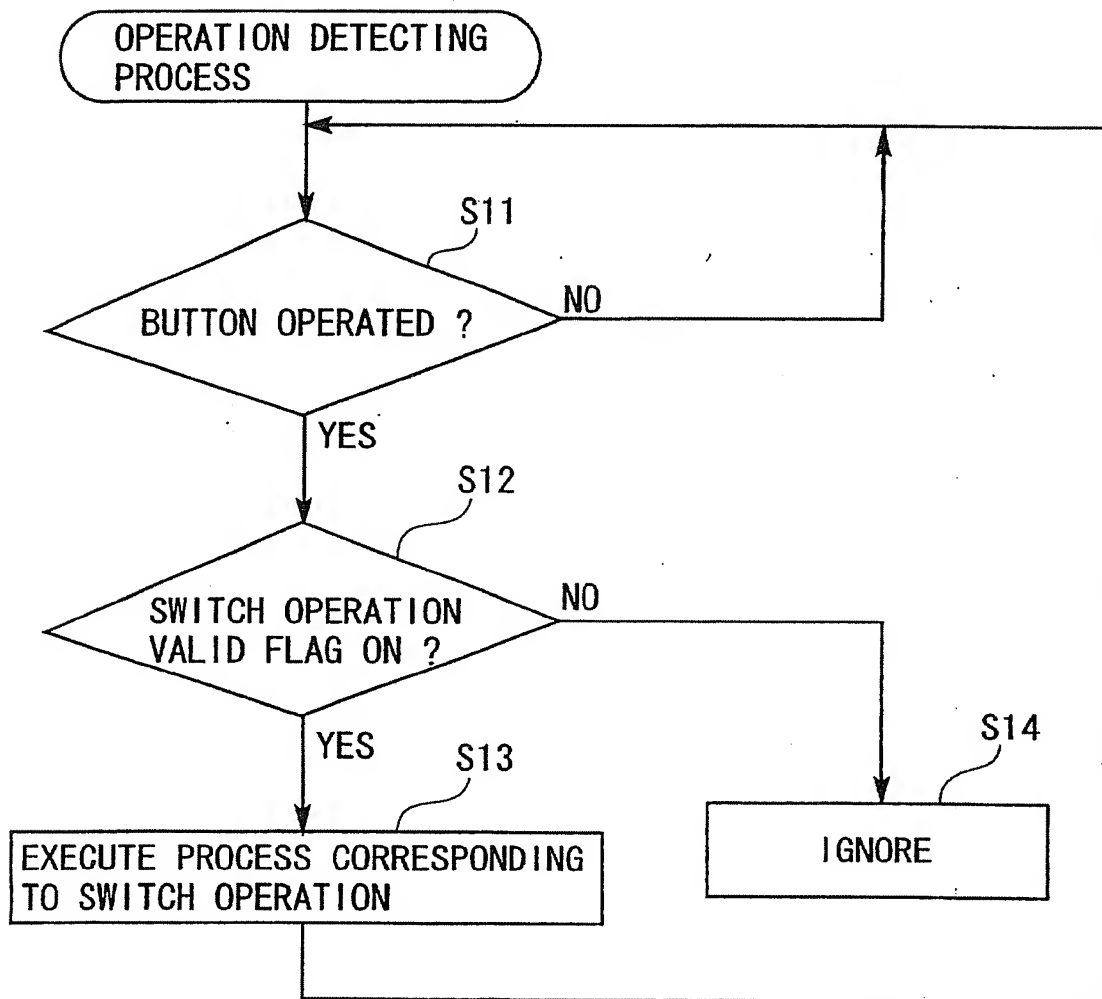 OPERATION DETECTING
PROCESS
S11
BUTTON OPERATED ?
NO
YES
S12
SWITCH OPERATION
VALID FLAG ON ?
NO
YES
S13
S14
EXECUTE PROCESS CORRESPONDING
TO SWITCH OPERATION
IGNORE